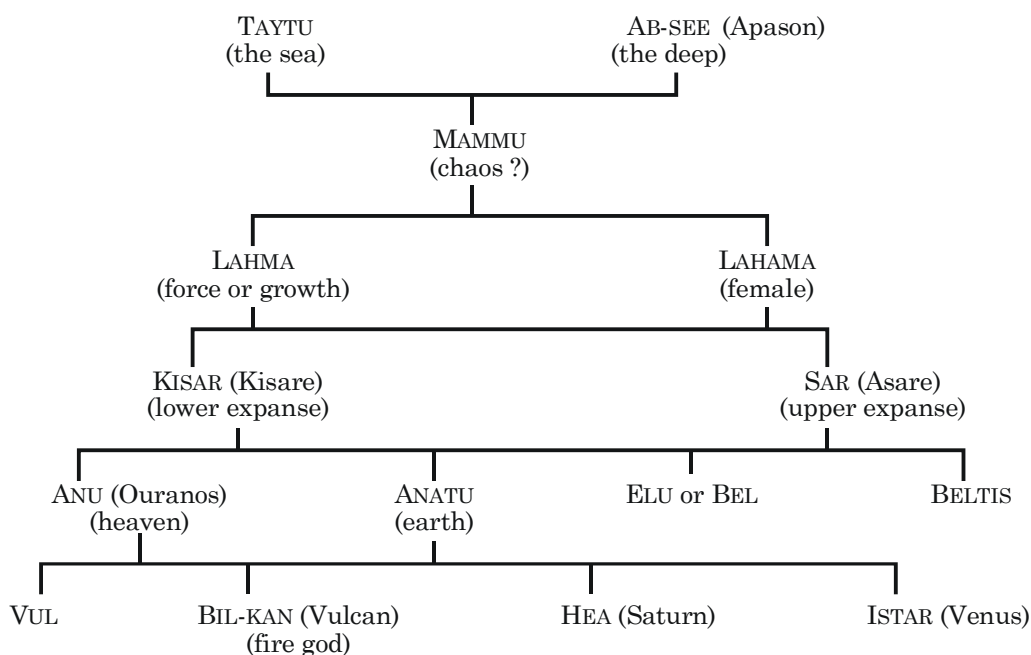 TAYTU
(the sea)
AB-SEE (Apason)
(the deep)
MAMMU
(chaos ?)
LAHMA
(force or growth)
LAHAMA
(female)
KISAR (Kisare)
(lower expanse)
SAR (Asare)
(upper expanse)
ANU (Ouranos)
(heaven)
ANATU
(earth)
ELU or BEL
BELTIS
VUL
BIL-KAN (Vulcan)
(fire god)
HEA (Saturn)
ISTAR (Venus)